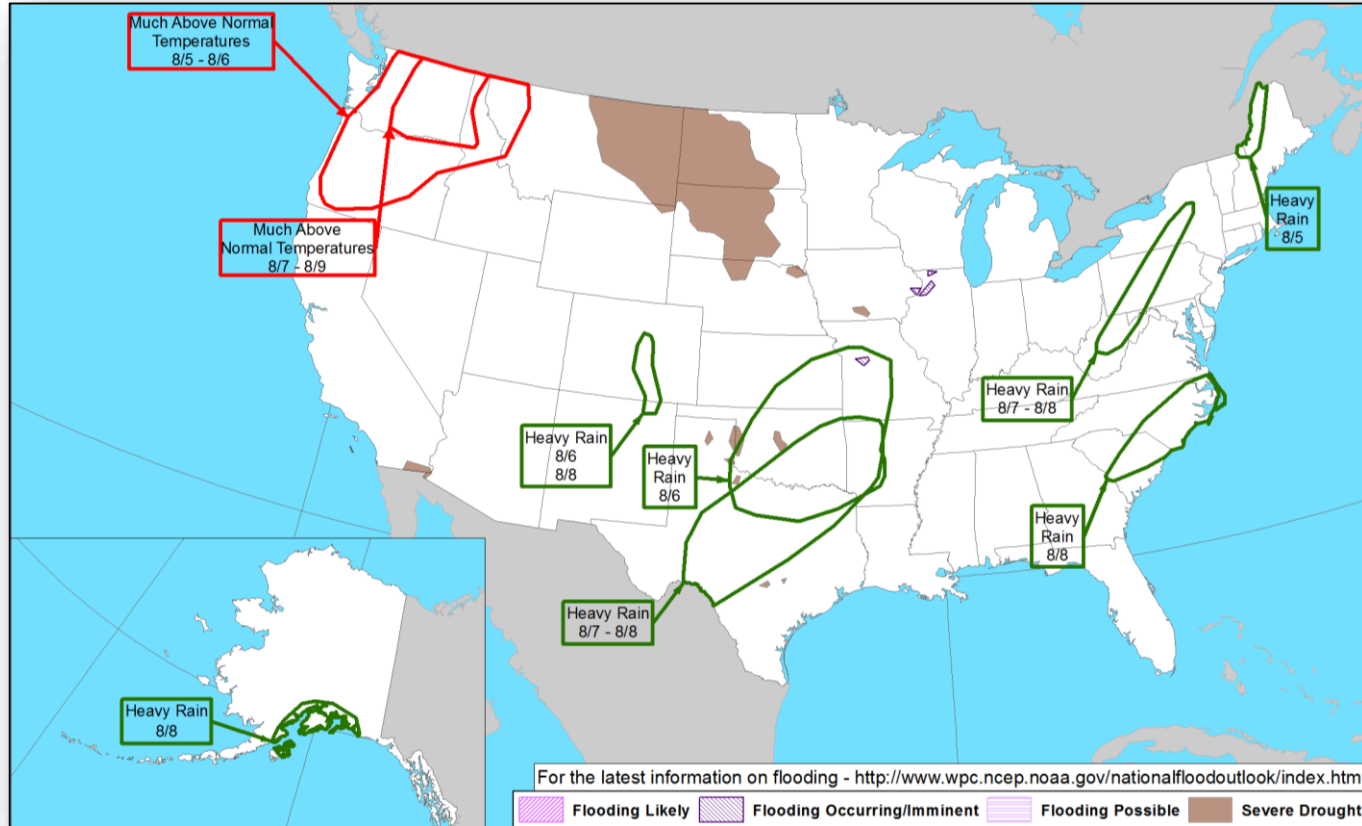 Much Above Normal
Temperatures
8/5 - 8/6
Much Above
Normal Temperatures
8/7 - 8/9
Heavy
Rain
8/5
Heavy Rain
8/7 - 8/8
Heavy Rain
8/6
8/8
Heavy
Rain
8/6
Heavy
Rain
8/8
Heavy Rain
8/7 - 8/8
Heavy Rain
8/8
For the latest information on flooding - http://www.wpc.ncep.noaa.gov/nationalfloodoutlook/index.htm
Flooding Likely Flooding Occurring/Imminent Flooding Possible Severe Drought